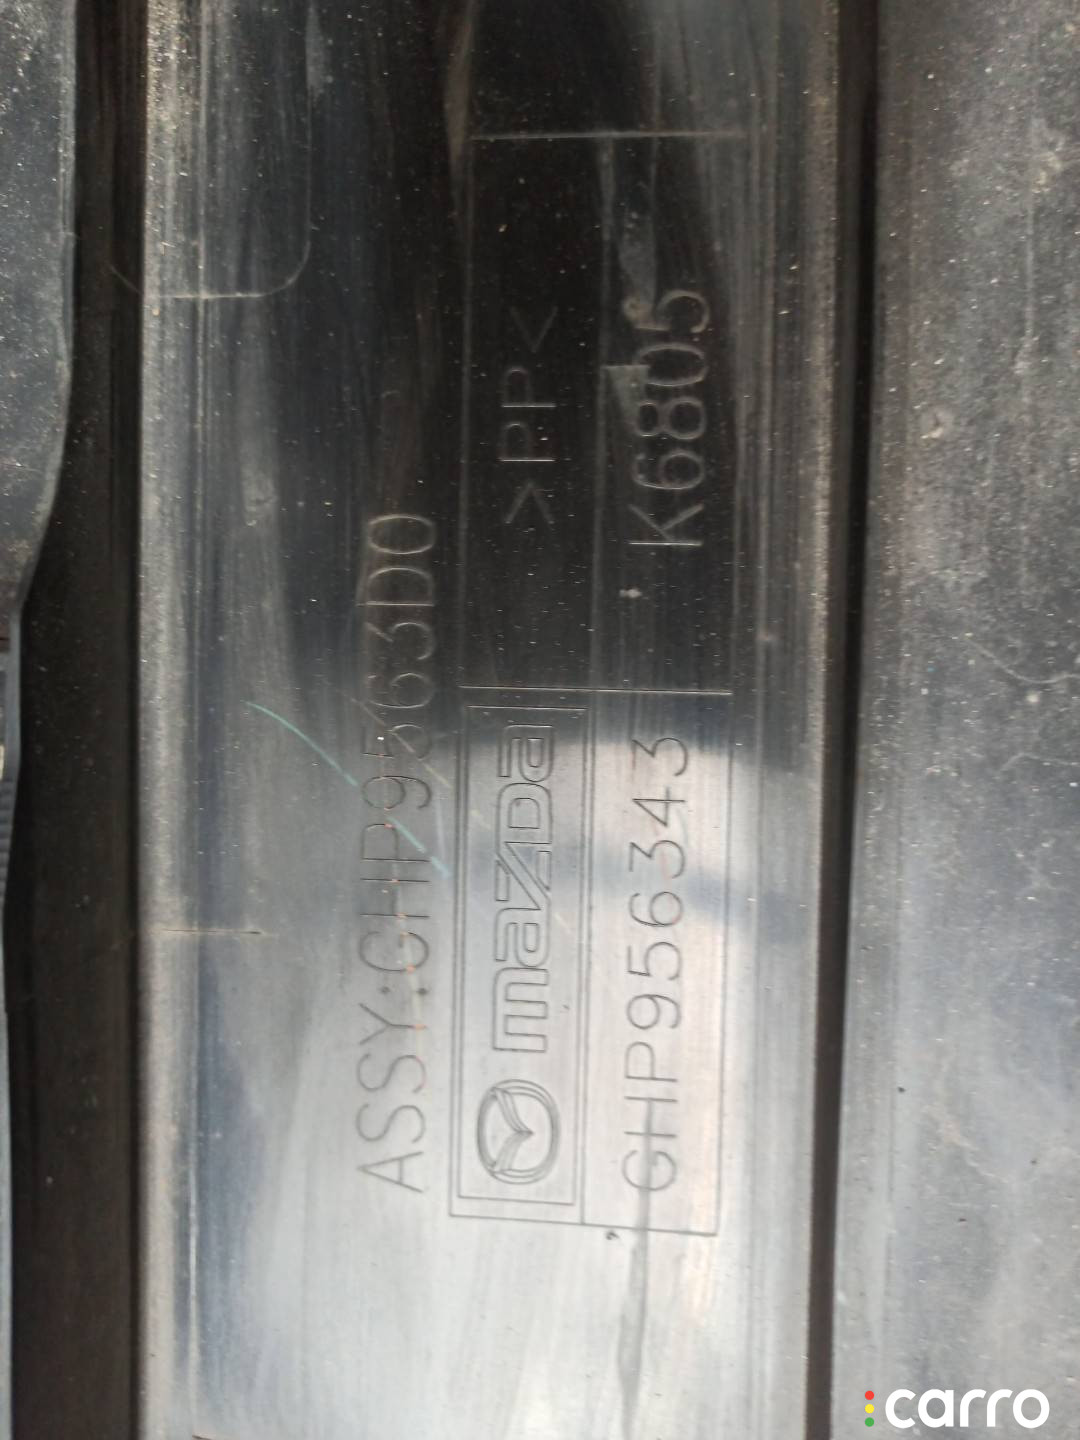 ASSY:GHP9563D0
mazda >PP<
GHP956343 K6805
carro